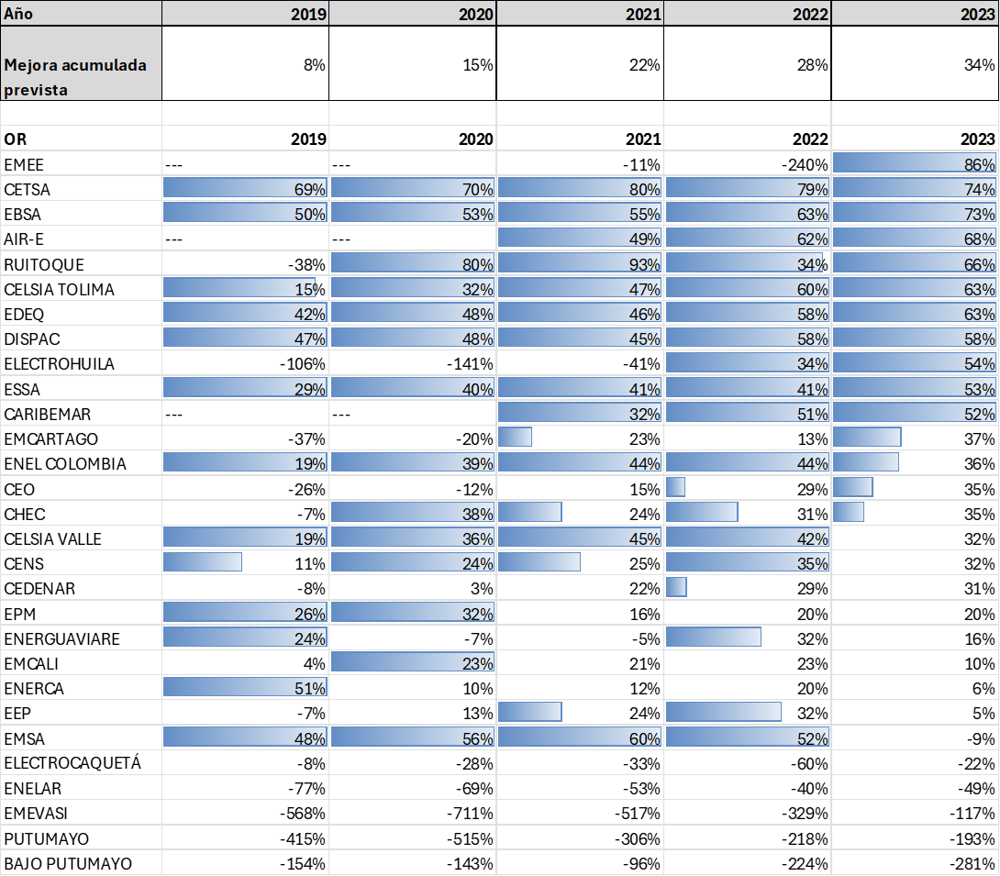 Año 2019 2020 2021 2022 2023
Mejora acumulada
prevista 8% 15% 22% 28% 34%
OR 2019 2020 2021 2022 2023
EMEE --- --- -11% -240% 86%
CETSA 69% 70% 80% 79% 74%
EBSA 50% 53% 55% 63% 73%
AIR-E --- --- 49% 62% 68%
RUITOQUE -38% 80% 93% 34% 66%
CELSIA TOLIMA 15% 32% 47% 60% 63%
EDEQ 42% 48% 46% 58% 63%
DISPAC 47% 48% 45% 58% 58%
ELECTROHUILA -106% -141% -41% 34% 54%
ESSA 29% 40% 41% 41% 53%
CARIBEMAR --- --- 32% 51% 52%
EMCARTAGO -37% -20% 23% 13% 37%
ENEL COLOMBIA 19% 39% 44% 44% 36%
CEO -26% -12% 15% 29% 35%
CHEC -7% 38% 24% 31% 35%
CELSIA VALLE 19% 36% 45% 42% 32%
CENS 11% 24% 25% 35% 32%
CEDENAR -8% 3% 22% 29% 31%
EPM 26% 32% 16% 20% 20%
ENERGUAVIARE 24% -7% -5% 32% 16%
EMCALI 4% 23% 21% 23% 10%
ENERCA 51% 10% 12% 20% 6%
EEP -7% 13% 24% 32% 5%
EMSA 48% 56% 60% 52% -9%
ELECTROCAQUETÁ -8% -28% -33% -60% -22%
ENELAR -77% -69% -53% -40% -49%
EMEVASI -568% -711% -517% -329% -117%
PUTUMAYO -415% -515% -306% -218% -193%
BAJO PUTUMAYO -154% -143% -96% -224% -281%